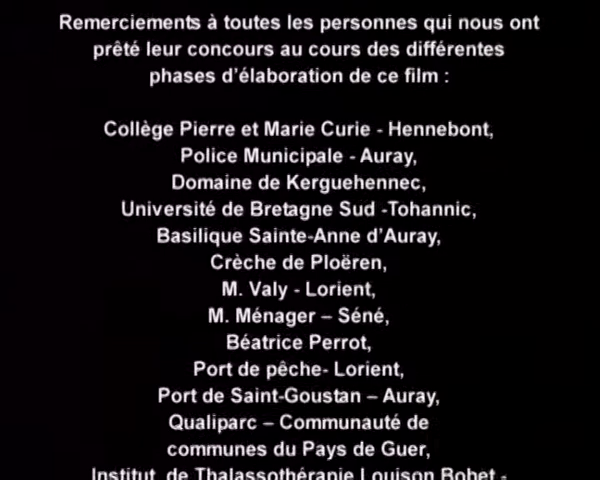 Remerciements à toutes les personnes qui nous ont
prêté leur concours au cours des différentes
phases d'élaboration de ce film :
Collège Pierre et Marie Curie - Hennebont,
Police Municipale - Auray,
Domaine de Kerguehennec,
Université de Bretagne Sud -Tohannic,
Basilique Sainte-Anne d'Auray,
Crèche de Ploëren,
M. Valy - Lorient,
M. Ménager – Séné,
Béatrice Perrot,
Port de pêche- Lorient,
Port de Saint-Goustan – Auray,
Qualiparc – Communauté de
communes du Pays de Guer,
Institut de Thalassothérapie Louison Bobet -